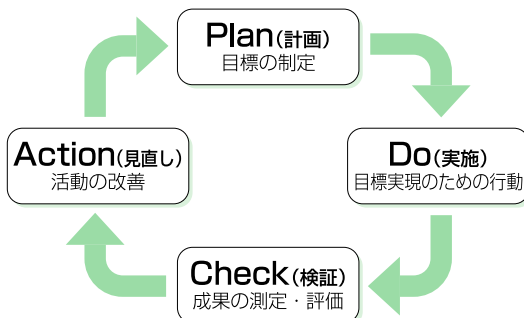 Plan(計画)
目標の制定
Do(実施)
目標実現のための行動
Check(検証)
成果の測定・評価
Action(見直し)
活動の改善